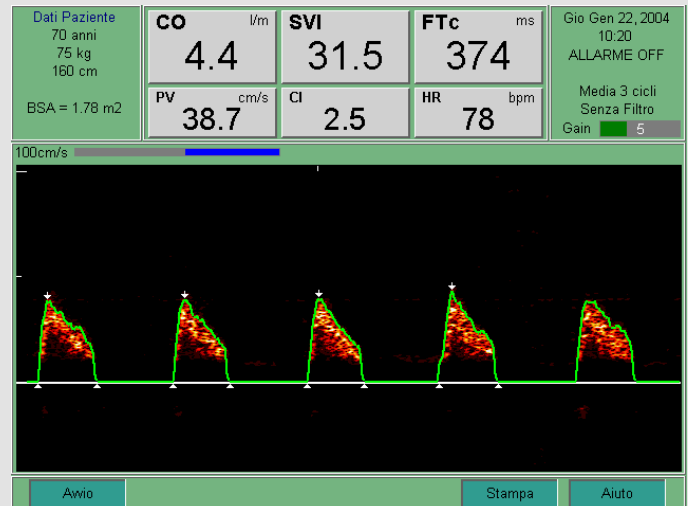 Dati Paziente
70 anni
75 kg
160 cm
BSA = 1.78 m2
CO l/m
4.4
SVI
31.5
FTc ms
374
PV cm/s
38.7
CI
2.5
HR bpm
78
Gio Gen 22, 2004
10:20
ALLARME OFF
Media 3 cicli
Senza Filtro
Gain 5
100cm/s
Avvio
Stampa
Aiuto